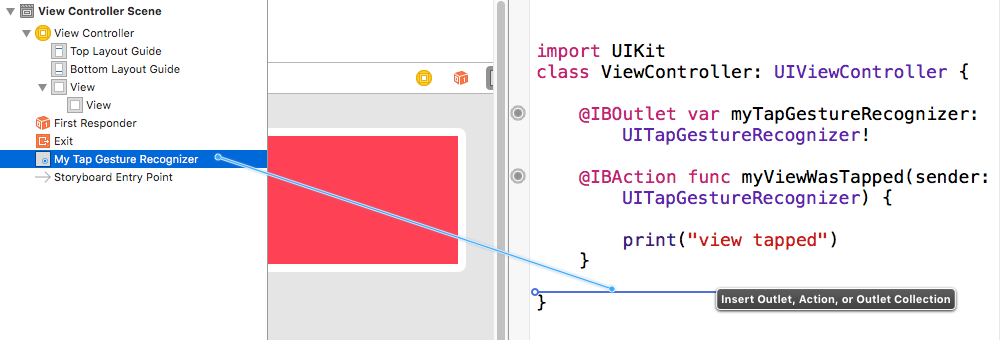 View Controller Scene
View Controller
Top Layout Guide
Bottom Layout Guide
View
View
First Responder
Exit
My Tap Gesture Recognizer
Storyboard Entry Point
import UIKit
class ViewController: UIViewController {
@IBOutlet var myTapGestureRecognizer:
UITapGestureRecognizer!
@IBAction func myViewWasTapped(sender:
UITapGestureRecognizer) {
print("view tapped")
}
Insert Outlet, Action, or Outlet Collection
}